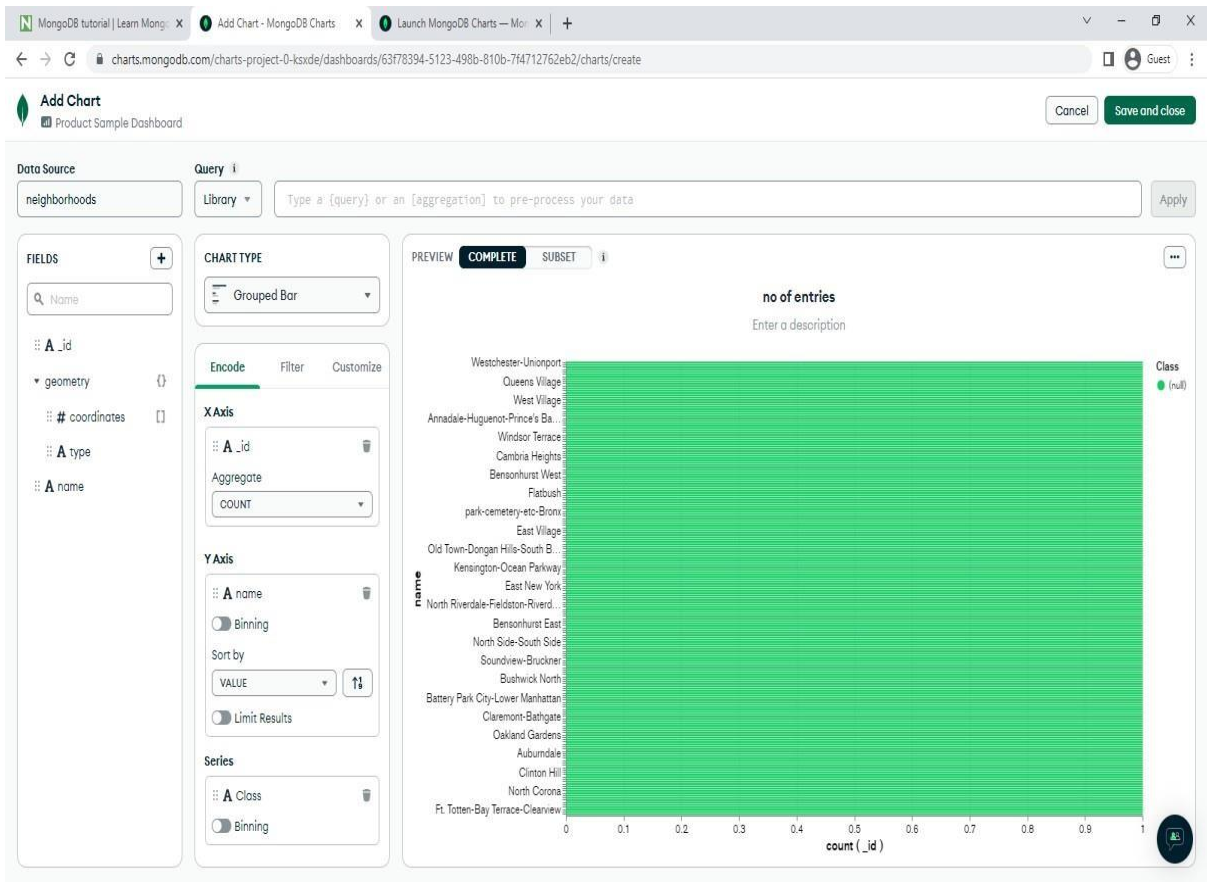 MongoDB tutorial | Learn Mong
Add Chart - MongoDB Charts
Launch MongoDB Charts — Mon
charts.mongodb.com/charts-project-0-ksxde/dashboards/63f78394-5123-498b-810b-7f4712762eb2/charts/create
Guest
Add Chart
Product Sample Dashboard
Cancel
Save and close
Data Source
Query i
neighborhoods
Library
Type a {query} or an [aggregation] to pre-process your data
Apply
FIELDS
+
Name
A _id
geometry {}
# coordinates []
A type
A name
CHART TYPE
Grouped Bar
Encode Filter Customize
X Axis
A _id
Aggregate
COUNT
Y Axis
A name
Binning
Sort by
VALUE
Limit Results
Series
A Class
Binning
PREVIEW COMPLETE SUBSET i
no of entries
Enter a description
Westchester-Unionport
Queens Village
West Village
Annadale-Huguenot-Prince's Ba...
Windsor Terrace
Cambria Heights
Bensonhurst West
Flatbush
park-cemetery-etc-Bronx
East Village
Old Town-Dongan Hills-South B...
Kensington-Ocean Parkway
East New York
North Riverdale-Fieldston-Riverd...
Bensonhurst East
North Side-South Side
Soundview-Bruckner
Bushwick North
Battery Park City-Lower Manhattan
Claremont-Bathgate
Oakland Gardens
Auburndale
Clinton Hill
North Corona
Ft. Totten-Bay Terrace-Clearview
name
0 0.1 0.2 0.3 0.4 0.5 0.6 0.7 0.8 0.9 1
count ( _id )
Class
(null)